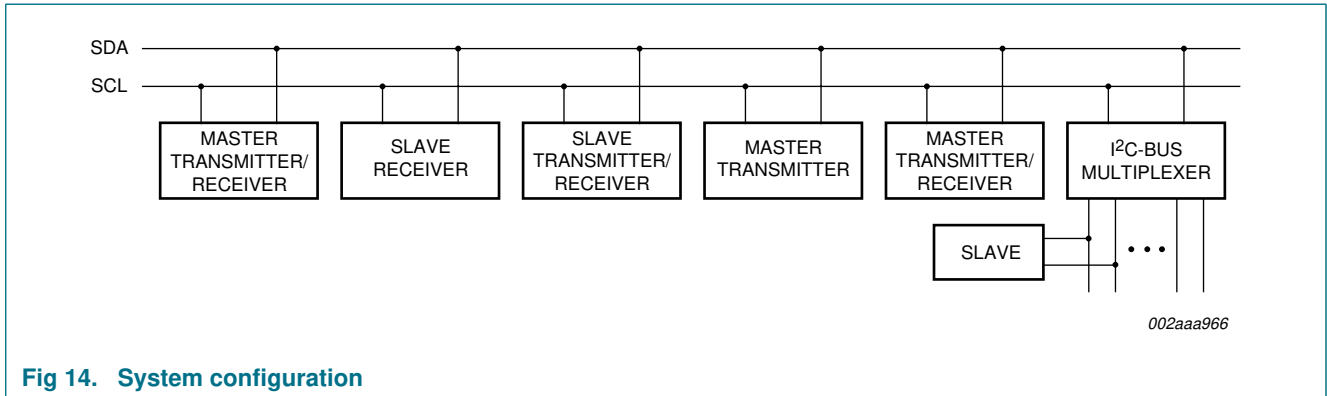 SDA
SCL
MASTER
TRANSMITTER/
RECEIVER
SLAVE
RECEIVER
SLAVE
TRANSMITTER/
RECEIVER
MASTER
TRANSMITTER
MASTER
TRANSMITTER/
RECEIVER
I²C-BUS
MULTIPLEXER
SLAVE
002aaa966
Fig 14. System configuration